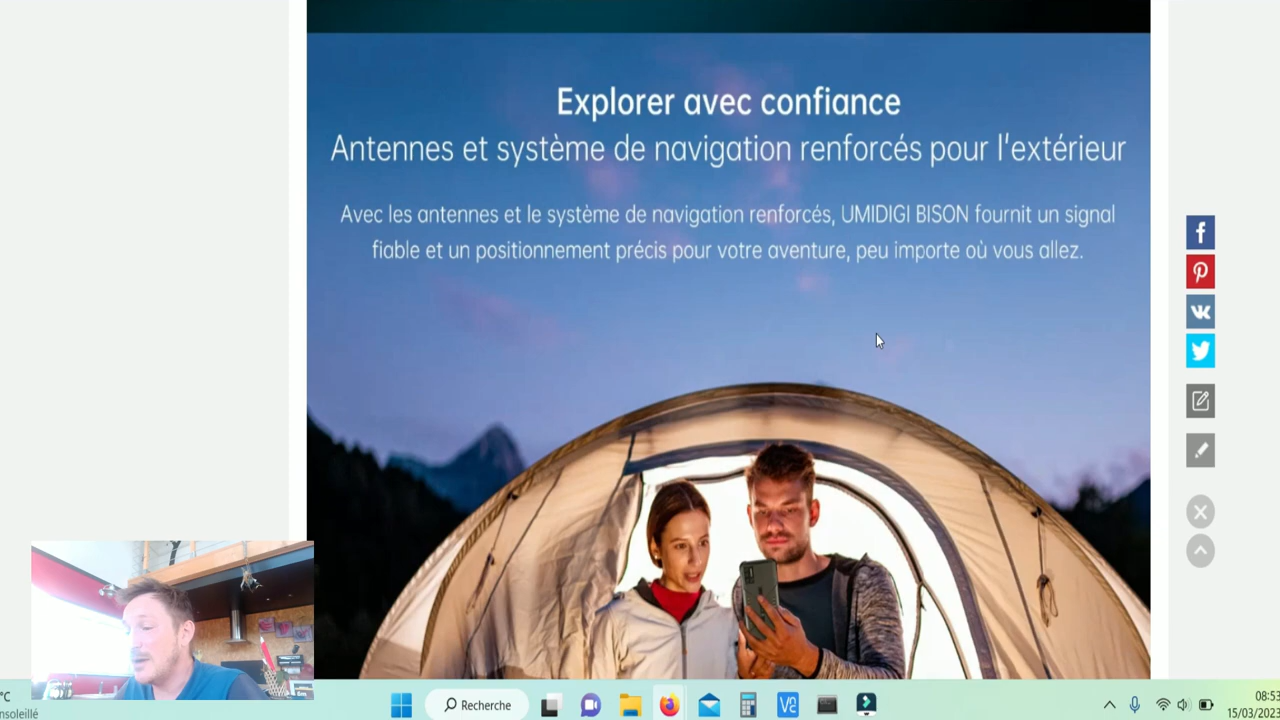 Explorer avec confiance
Antennes et système de navigation renforcés pour l'extérieur
Avec les antennes et le système de navigation renforcés, UMIDIGI BISON fournit un signal
fiable et un positionnement précis pour votre aventure, peu importe où vous allez.
°C
nsoleillé
Recherche
08:53
15/03/2023